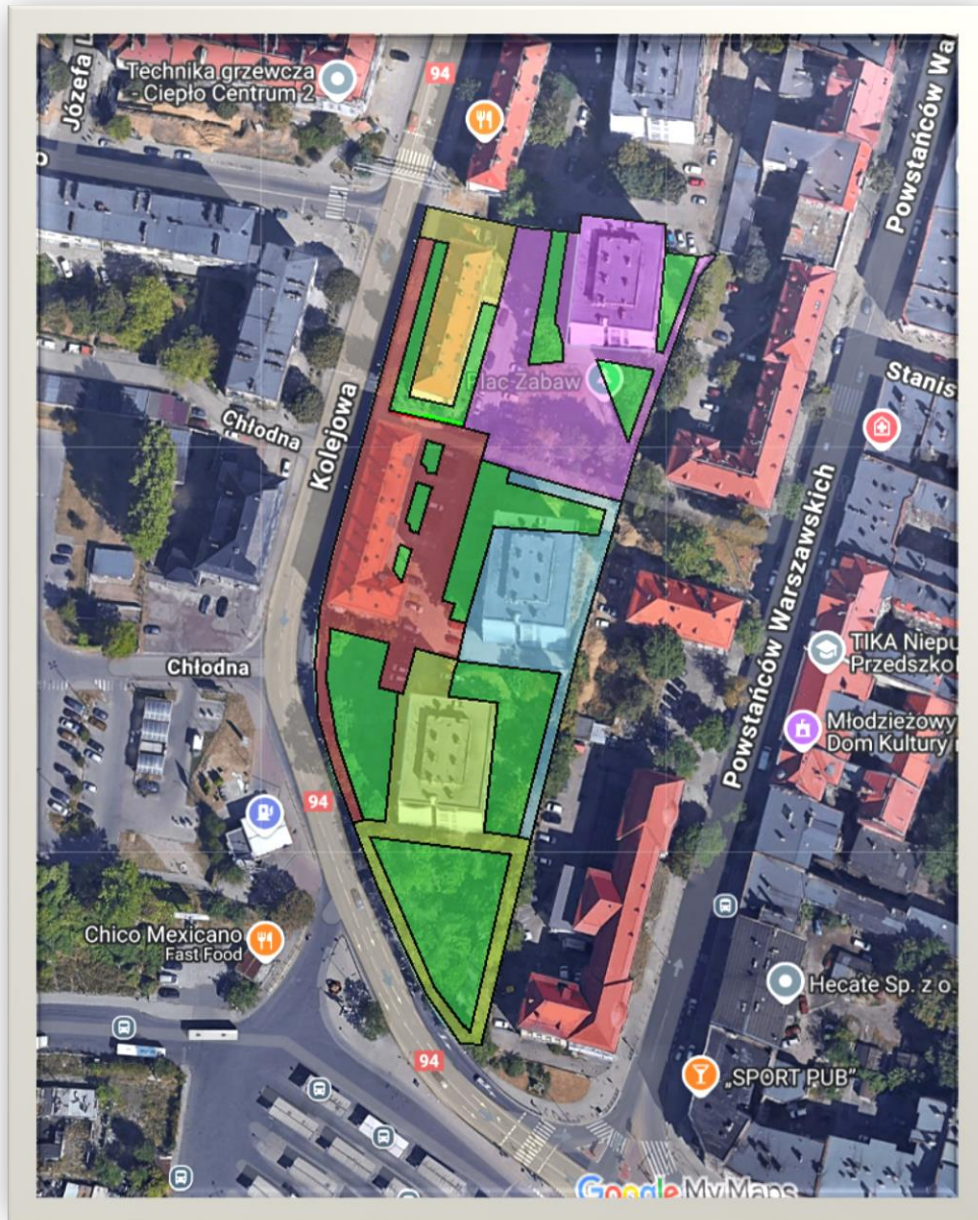 Józefa
Technika grzewcza
- Ciepło Centrum 2
94
Powstańców Wa
Plac Zabaw
Stanis
Chłodna
Kolejowa
Powstańców Warszawskich
Chłodna
TIKA Niepu
Przedszkol
Młodzieżowy
Dom Kultury
94
Chico Mexicano
Fast Food
Hecate Sp. z o.
94
„SPORT PUB”
Google My Maps